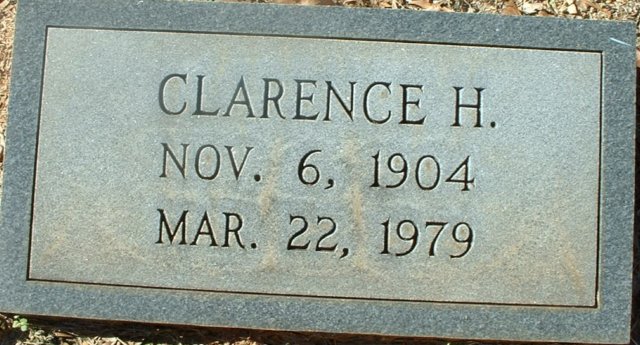 CLARENCE H.
NOV. 6, 1904
MAR. 22, 1979